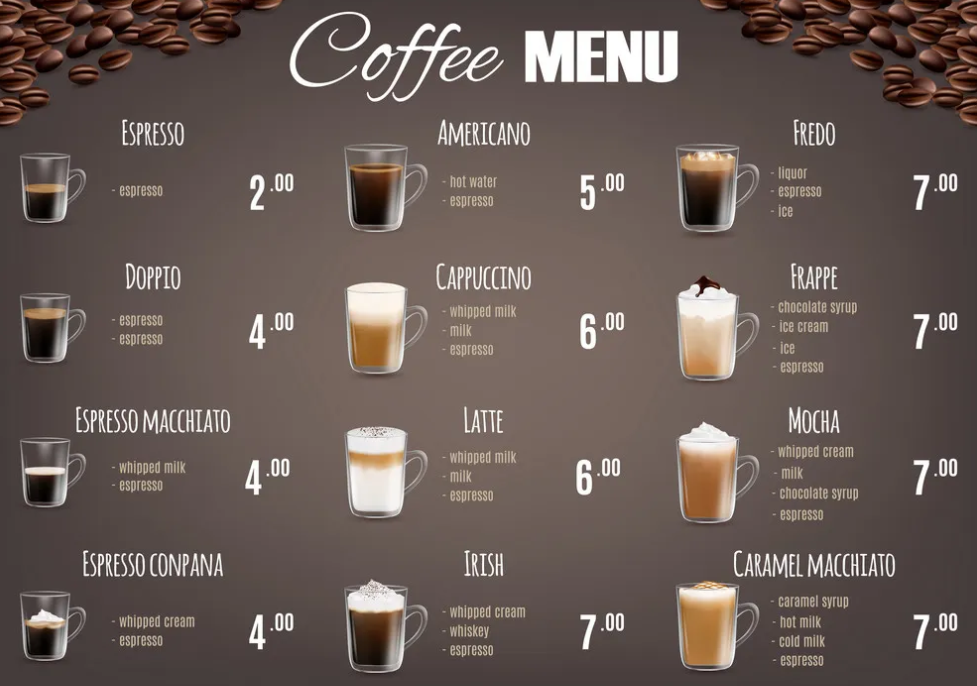 Coffee MENU
ESPRESSO
- espresso
2.00
AMERICANO
- hot water
- espresso
5.00
FREDO
- liquor
- espresso
- ice
7.00
DOPPIO
- espresso
- espresso
4.00
CAPPUCCINO
- whipped milk
- milk
- espresso
6.00
FRAPPE
- chocolate syrup
- ice cream
- ice
- espresso
7.00
ESPRESSO MACCHIATO
- whipped milk
- espresso
4.00
LATTE
- whipped milk
- milk
- espresso
6.00
MOCHA
- whipped cream
- milk
- chocolate syrup
- espresso
7.00
ESPRESSO CONPANA
- whipped cream
- espresso
4.00
IRISH
- whipped cream
- whiskey
- espresso
7.00
CARAMEL MACCHIATO
- caramel syrup
- hot milk
- cold milk
- espresso
7.00